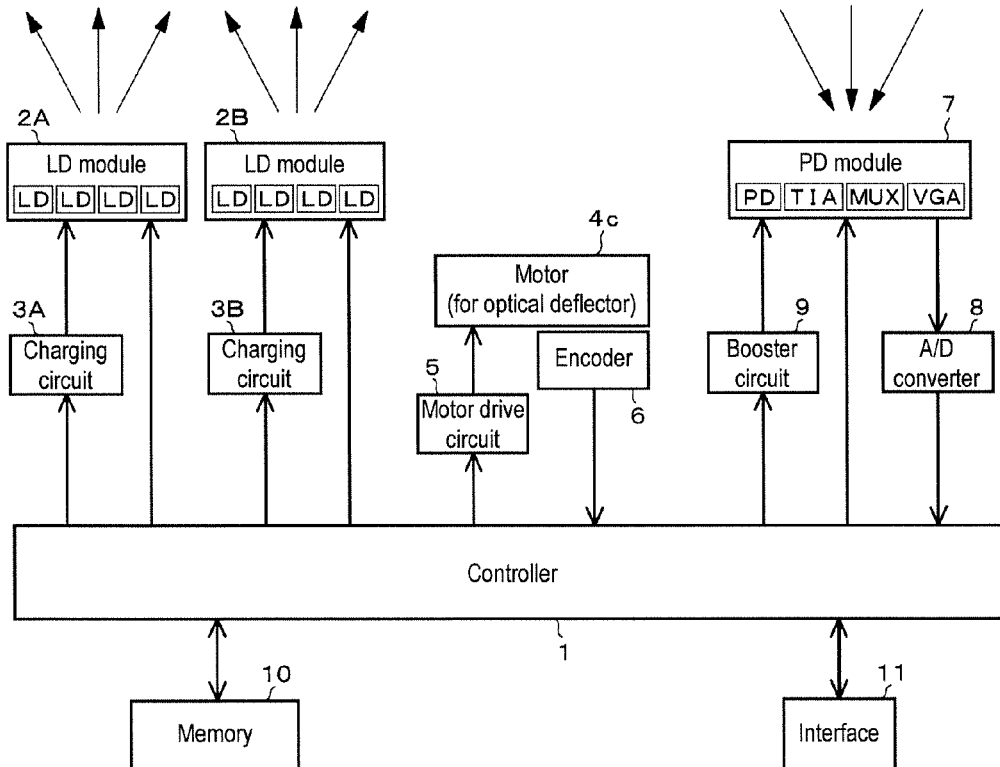 2A
2B
7
LD module
LD LD LD LD
LD module
LD LD LD LD
PD module
PD TIA MUX VGA
4c
Motor
(for optical deflector)
3A
Charging
circuit
3B
Charging
circuit
5
Motor drive
circuit
Encoder
6
9
Booster
circuit
8
A/D
converter
Controller
1
10
Memory
11
Interface